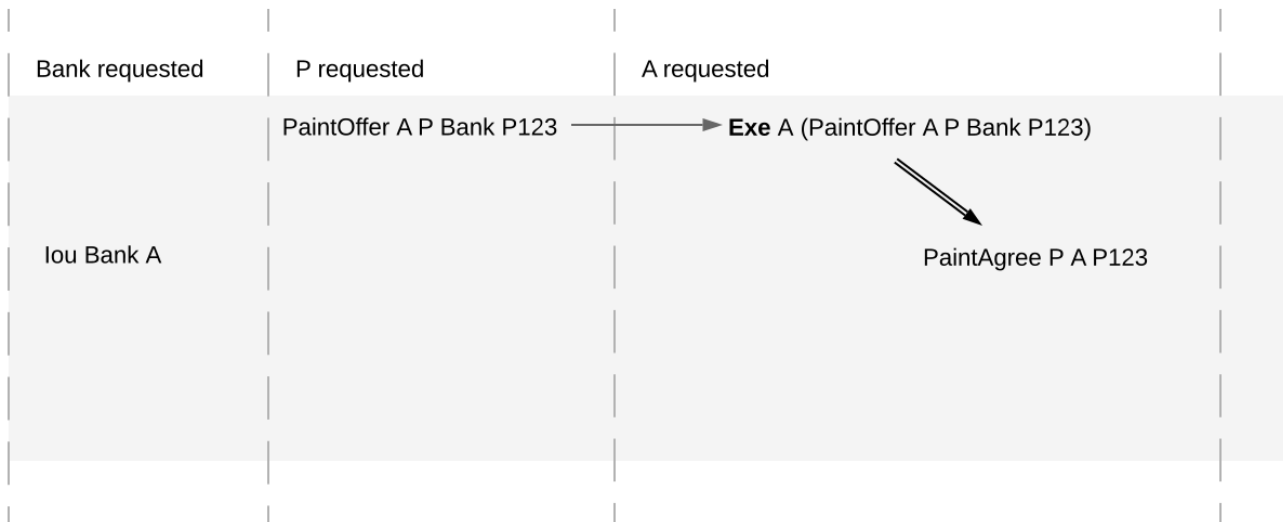 Bank requested
P requested
A requested
PaintOffer A P Bank P123
Exe A (PaintOffer A P Bank P123)
Iou Bank A
PaintAgree P A P123